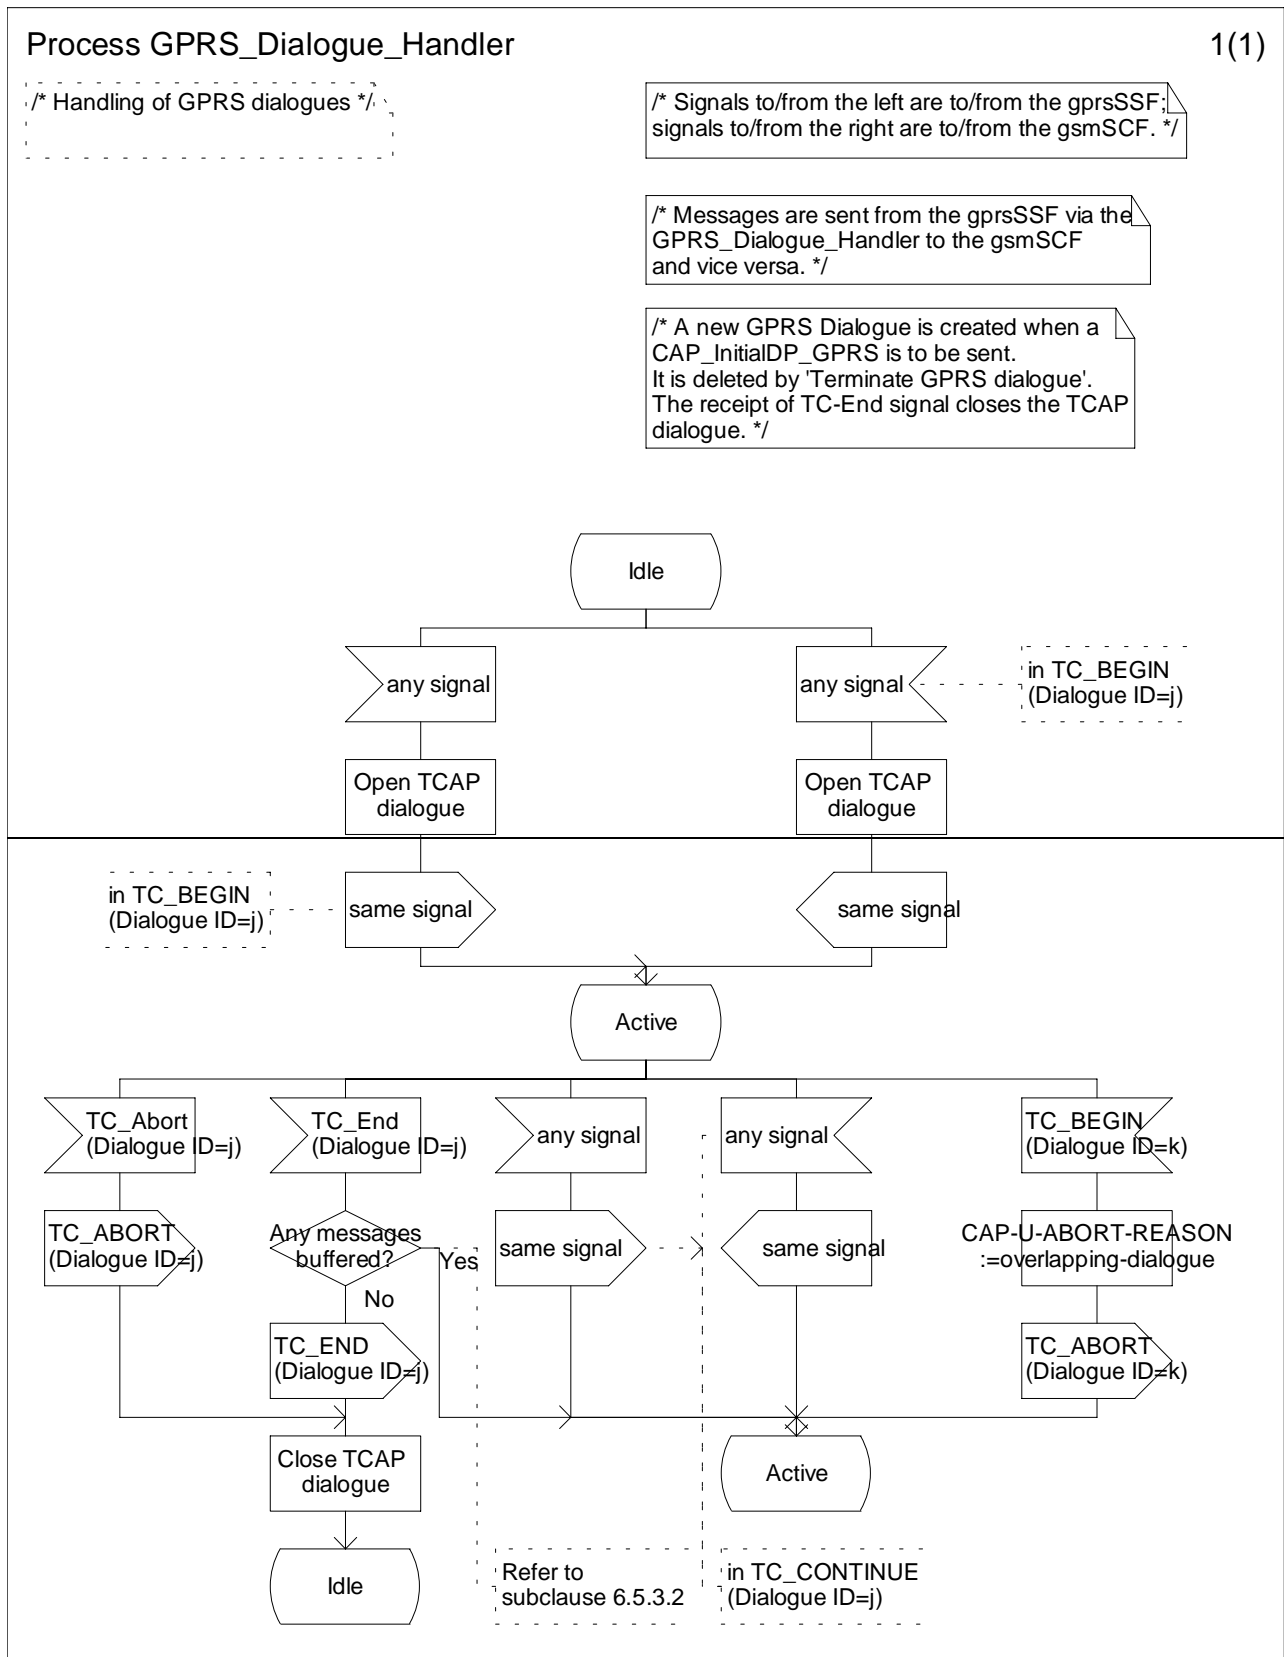 Process GPRS_Dialogue_Handler
1(1)
/* Handling of GPRS dialogues */
/* Signals to/from the left are to/from the gprsSSF;
signals to/from the right are to/from the gsmSCF. */
/* Messages are sent from the gprsSSF via the
GPRS_Dialogue_Handler to the gsmSCF
and vice versa. */
/* A new GPRS Dialogue is created when a
CAP_InitialDP_GPRS is to be sent.
It is deleted by 'Terminate GPRS dialogue'.
The receipt of TC-End signal closes the TCAP
dialogue. */
Idle
any signal
any signal
in TC_BEGIN
(Dialogue ID=j)
Open TCAP
dialogue
Open TCAP
dialogue
in TC_BEGIN
(Dialogue ID=j)
same signal
same signal
Active
TC_Abort
(Dialogue ID=j)
TC_End
(Dialogue ID=j)
any signal
any signal
TC_BEGIN
(Dialogue ID=k)
TC_ABORT
(Dialogue ID=j)
Any messages
buffered?
Yes
No
same signal
same signal
CAP-U-ABORT-REASON
:=overlapping-dialogue
TC_END
(Dialogue ID=j)
TC_ABORT
(Dialogue ID=k)
Close TCAP
dialogue
Active
Idle
Refer to
subclause 6.5.3.2
in TC_CONTINUE
(Dialogue ID=j)